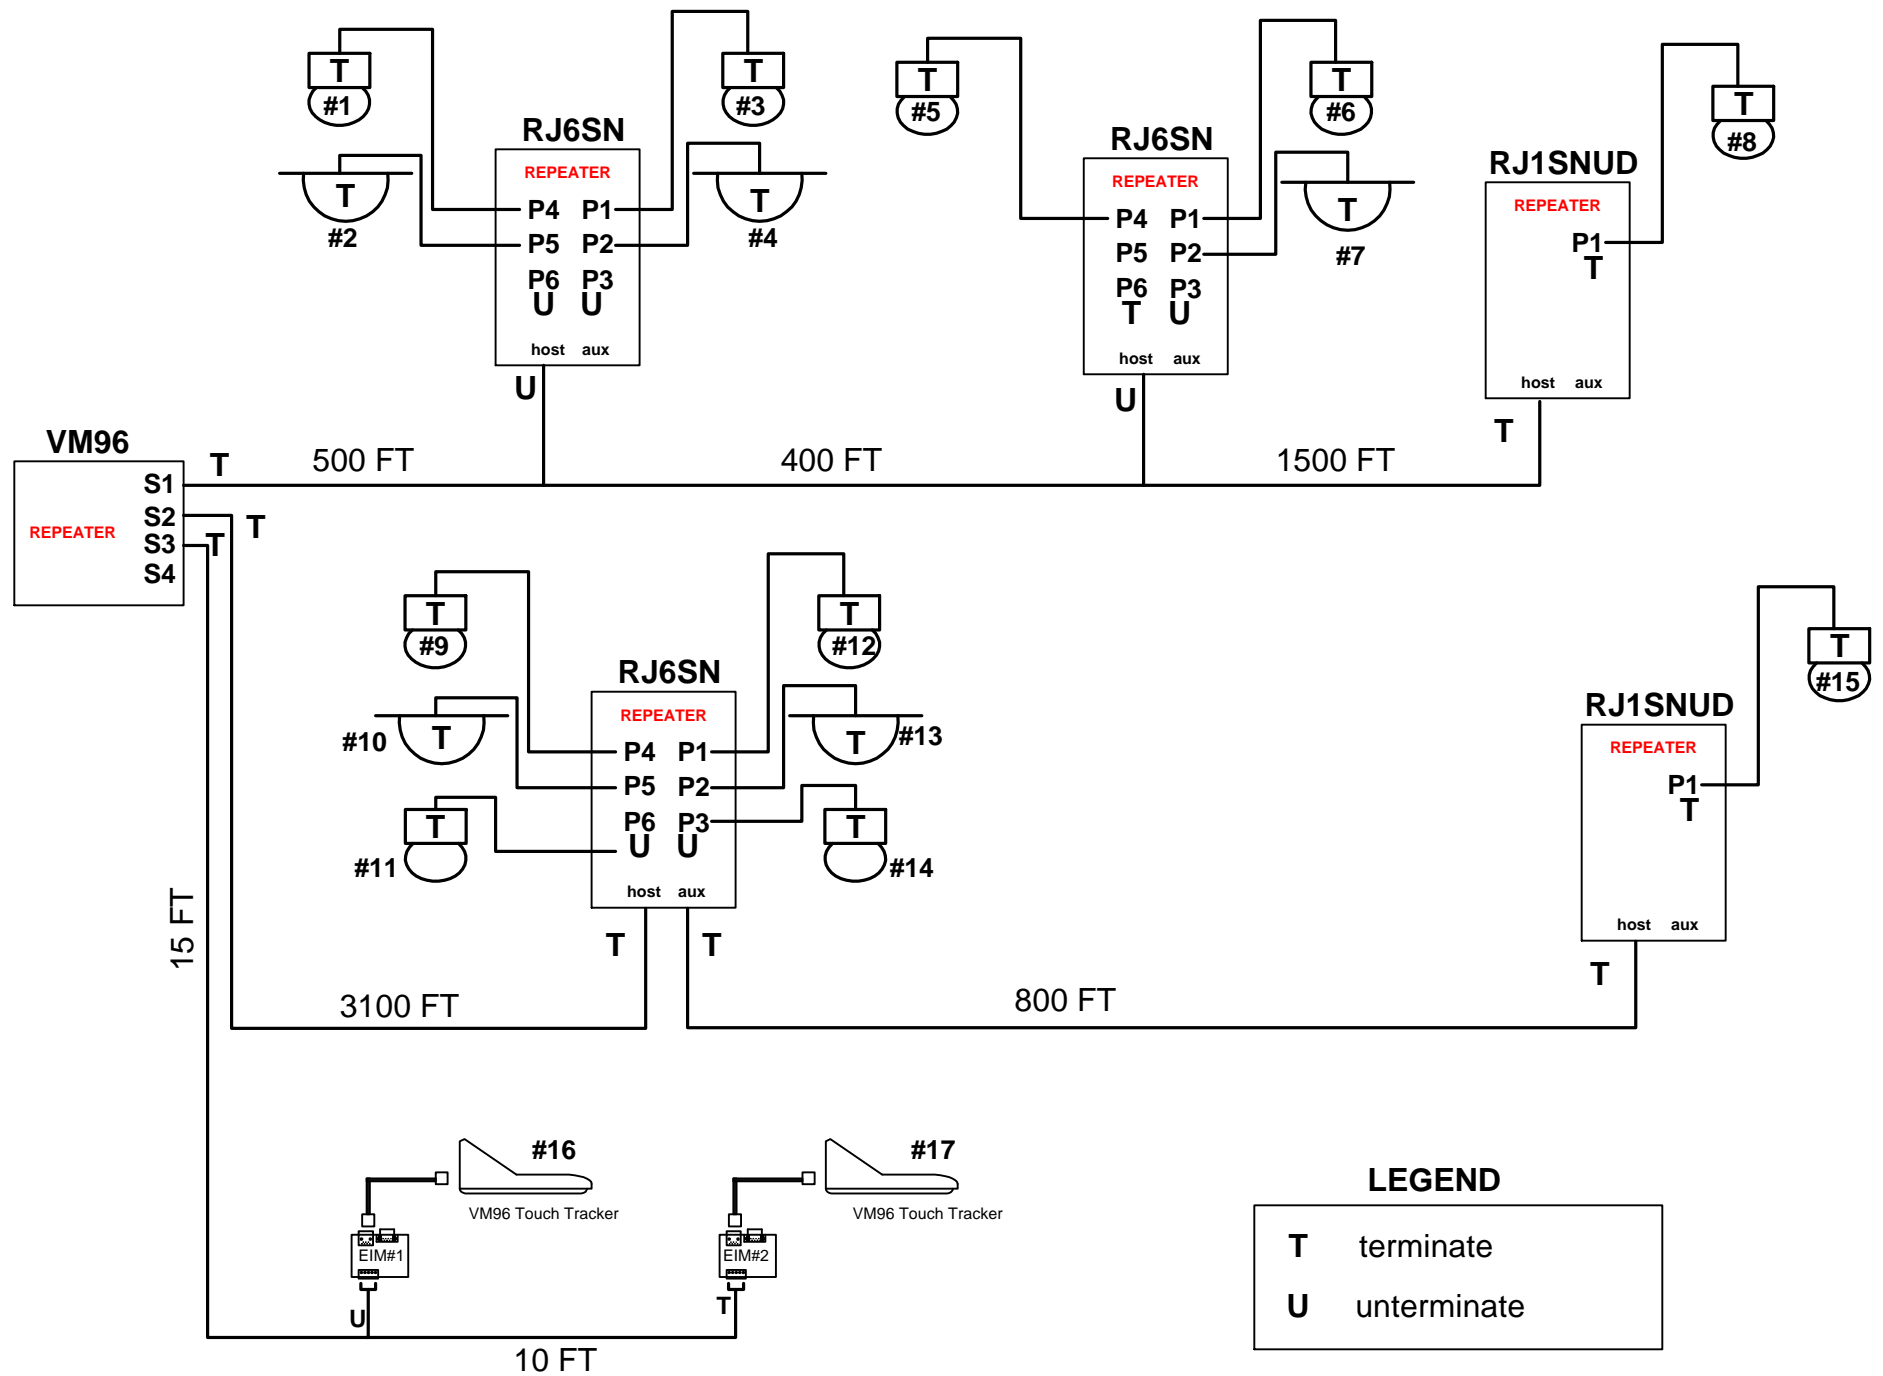 T
#1
T
#3
T
#5
T
#6
T
#8
RJ6SN
REPEATER
P4 P1
P5 P2
P6 P3
U U
host aux
U
T
#2
T
#4
RJ6SN
REPEATER
P4 P1
P5 P2
P6 P3
T U
host aux
U
T
#7
RJ1SNUD
REPEATER
P1
T
host aux
T
VM96
REPEATER
S1
S2
S3
S4
T
T
T
500 FT
400 FT
1500 FT
T
#9
T
#12
T
#10
T
#13
T
#11
T
#14
RJ6SN
REPEATER
P4 P1
P5 P2
P6 P3
U U
host aux
T T
T
#15
RJ1SNUD
REPEATER
P1
T
host aux
T
15 FT
3100 FT
800 FT
#16
VM96 Touch Tracker
EIM#1
U
#17
VM96 Touch Tracker
EIM#2
T
10 FT
LEGEND
T terminate
U unterminate